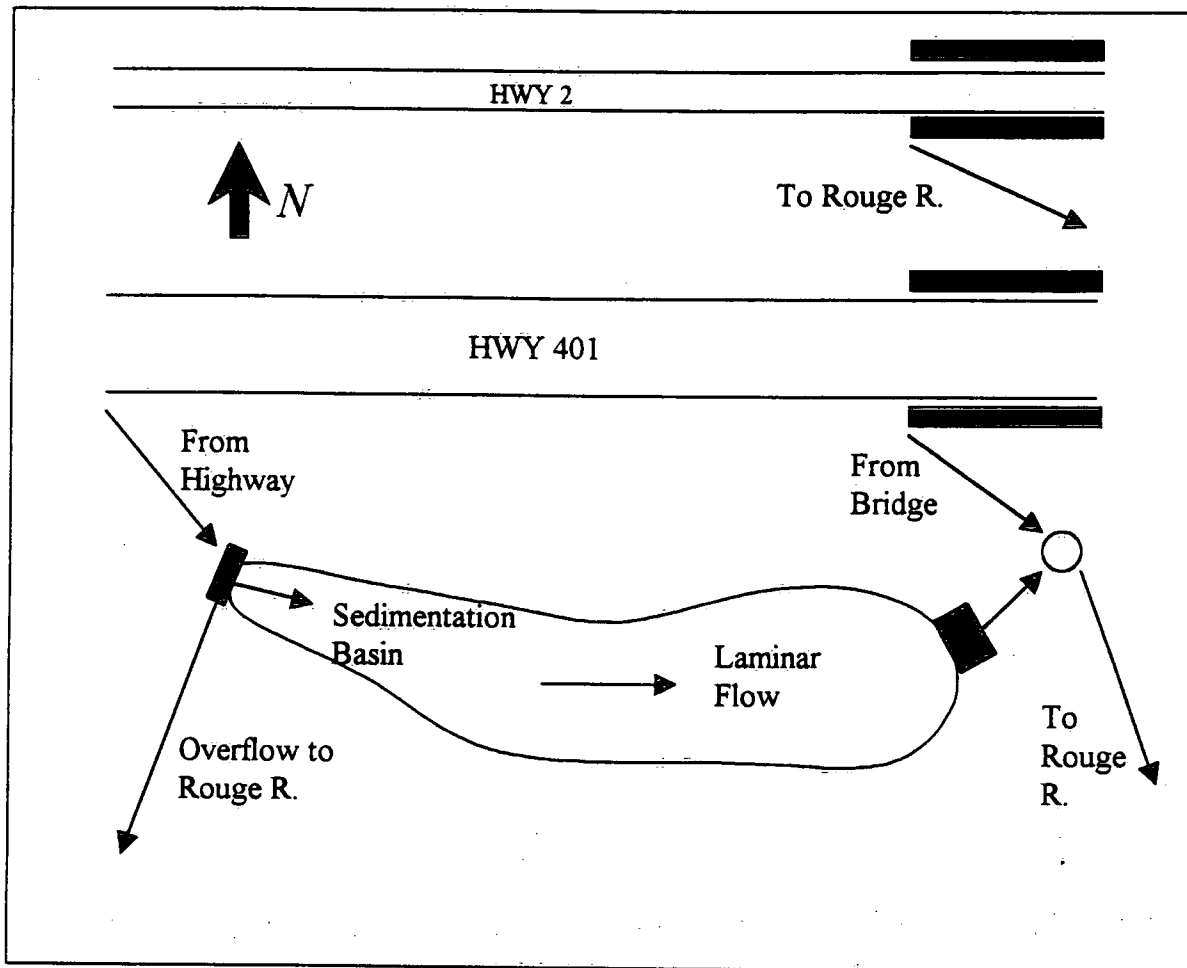 HWY 2
To Rouge R.
N
HWY 401
From
Highway
From
Bridge
Sedimentation
Basin
Laminar
Flow
Overflow to
Rouge R.
To
Rouge
R.